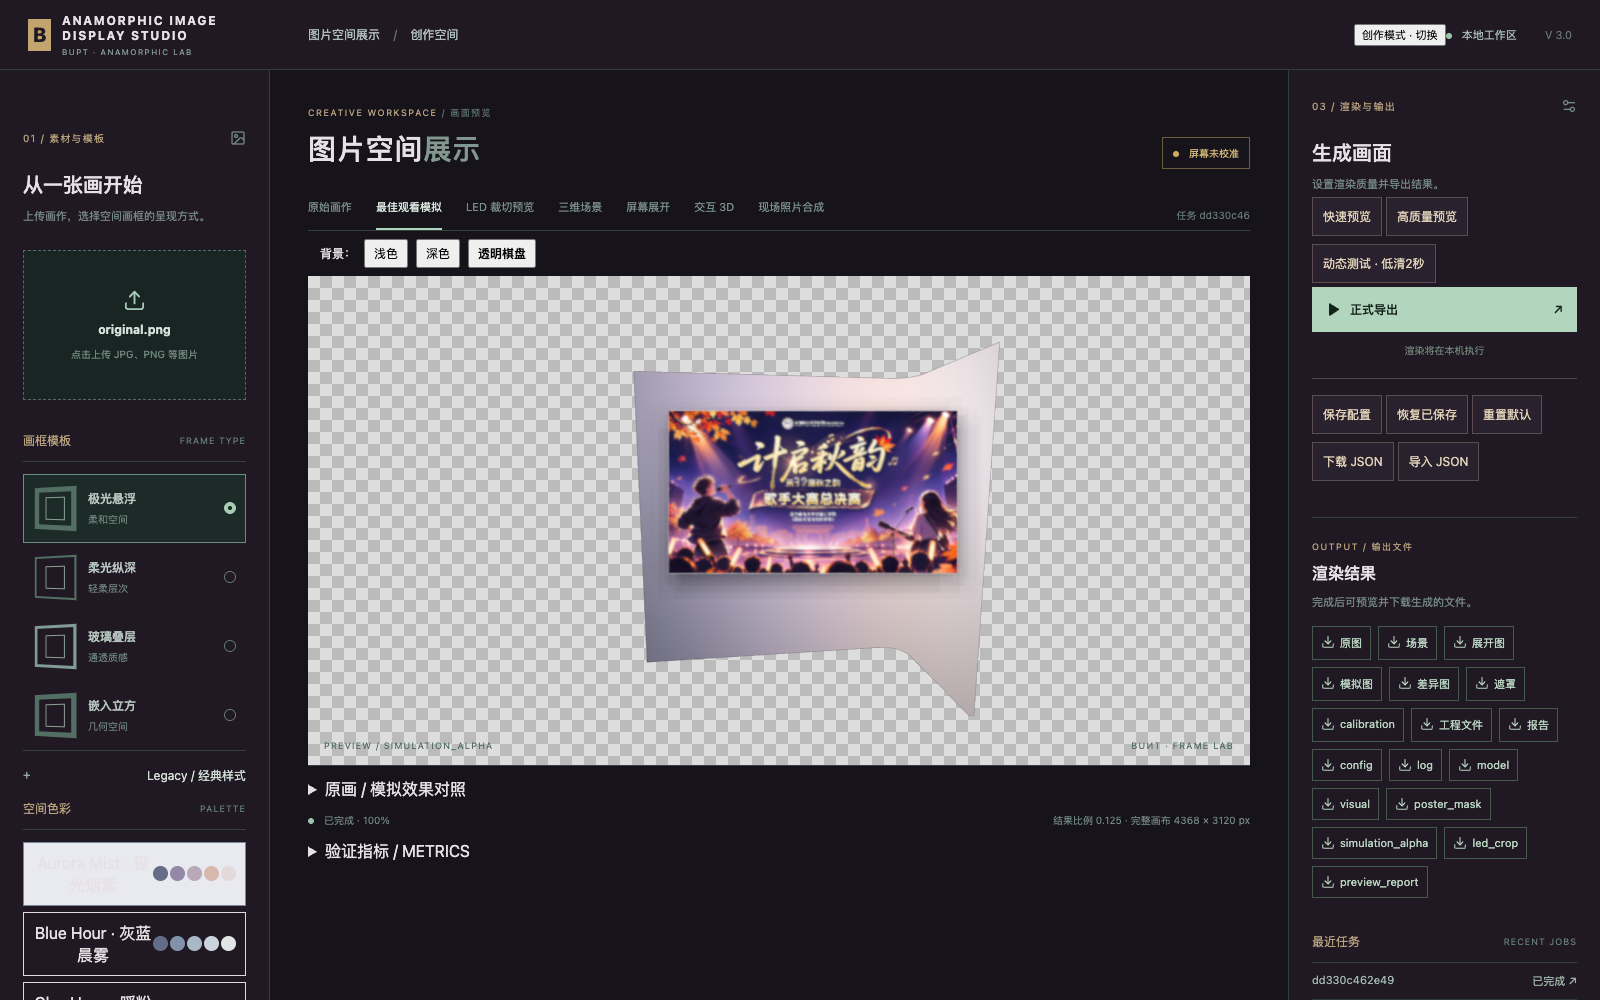 B
ANAMORPHIC IMAGE
DISPLAY STUDIO
BUPT · ANAMORPHIC LAB
图片空间展示 / 创作空间
创作模式 · 切换
本地工作区
V 3.0
01 / 素材与模板
从一张画开始
上传画作，选择空间画框的呈现方式。
original.png
点击上传 JPG、PNG 等图片
画框模板
FRAME TYPE
极光悬浮
柔和空间
柔光纵深
轻柔层次
玻璃叠层
通透质感
嵌入立方
几何空间
+
Legacy / 经典样式
空间色彩
PALETTE
Aurora Mist · 极
光烟紫
Blue Hour · 灰蓝
晨雾
CREATIVE WORKSPACE / 画面预览
图片空间展示
屏幕未校准
原始画作
最佳观看模拟
LED 裁切预览
三维场景
屏幕展开
交互 3D
现场照片合成
任务 dd330c46
背景：
浅色
深色
透明棋盘
计启秋韵
歌手大赛总决赛
PREVIEW / SIMULATION_ALPHA
BUПT · FRAME LAB
原画 / 模拟效果对照
已完成 · 100%
结果比例 0.125 · 完整画布 4368 × 3120 px
验证指标 / METRICS
03 / 渲染与输出
生成画面
设置渲染质量并导出结果。
快速预览
高质量预览
动态测试 · 低清2秒
正式导出
渲染将在本机执行
保存配置
恢复已保存
重置默认
下载 JSON
导入 JSON
OUTPUT / 输出文件
渲染结果
完成后可预览并下载生成的文件。
原图
场景
展开图
模拟图
差异图
遮罩
calibration
工程文件
报告
config
log
model
visual
poster_mask
simulation_alpha
led_crop
preview_report
最近任务
RECENT JOBS
dd330c462e49
已完成